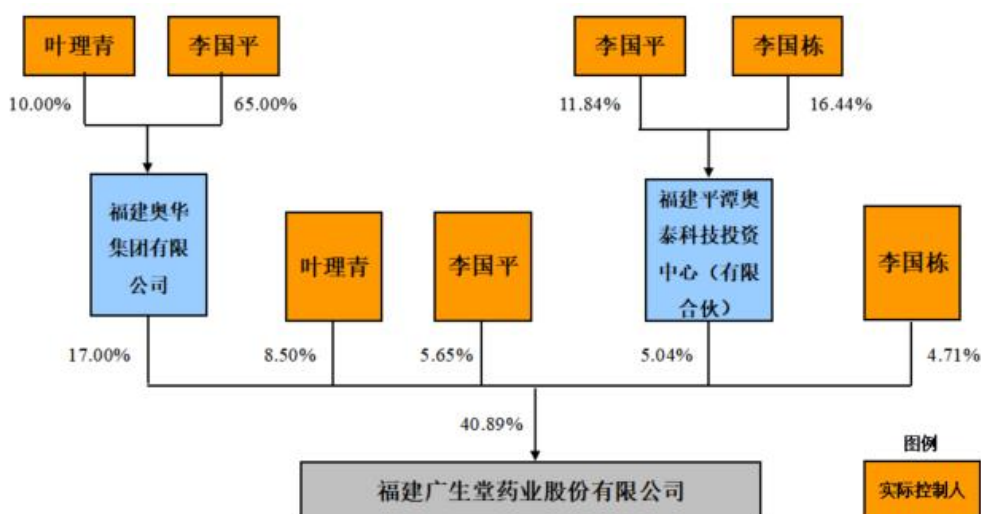 叶理青
李国平
李国平
李国栋
10.00%
65.00%
11.84%
16.44%
福建奥华
集团有限
公司
叶理青
李国平
福建平潭奥
泰科技投资
中心（有限
合伙）
李国栋
17.00%
8.50%
5.65%
5.04%
4.71%
40.89%
图例
福建广生堂药业股份有限公司
实际控制人